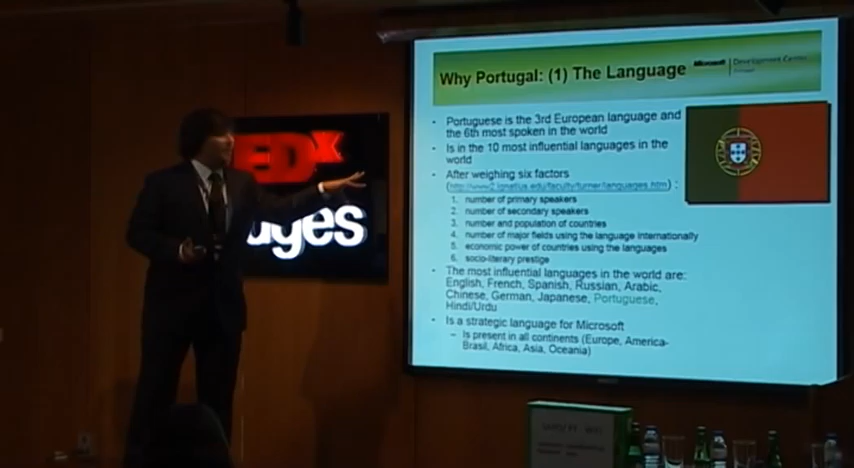 Why Portugal: (1) The Language
Microsoft | Development Center
Portugal
EDx
uges
• Portuguese is the 3rd European language and
the 6th most spoken in the world
• Is in the 10 most influential languages in the
world
• After weighing six factors
(http://www2.ignatius.edu/faculty/turner/languages.htm) :
1. number of primary speakers
2. number of secondary speakers
3. number and population of countries
4. number of major fields using the language internationally
5. economic power of countries using the languages
6. socio-literary prestige
• The most influential languages in the world are:
English, French, Spanish, Russian, Arabic,
Chinese, German, Japanese, Portuguese,
Hindi/Urdu
• Is a strategic language for Microsoft
– Is present in all continents (Europe, America-
Brasil, Africa, Asia, Oceania)